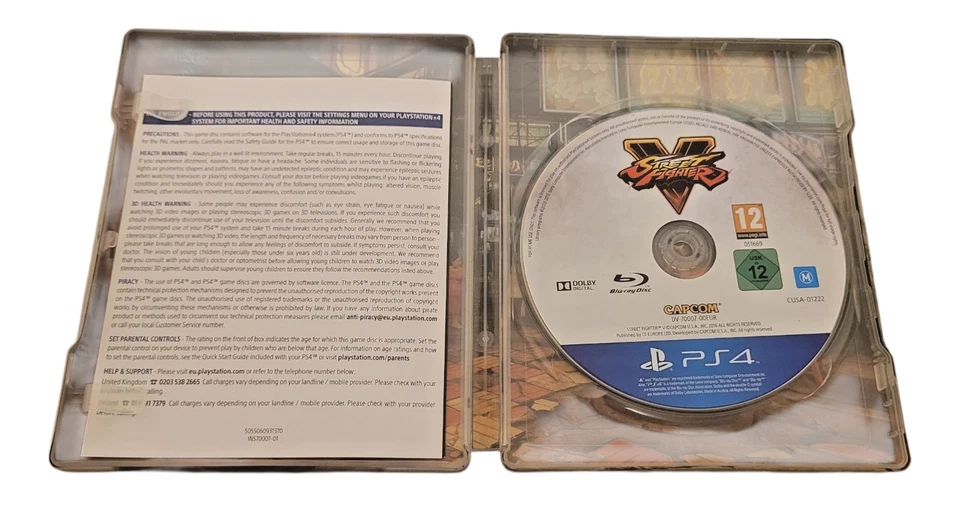 - BEFORE USING THIS PRODUCT, PLEASE VISIT THE SETTINGS MENU ON YOUR PLAYSTATION®4
SYSTEM FOR IMPORTANT HEALTH AND SAFETY INFORMATION
PRECAUTIONS - This game disc contains software for the PlayStation®4 system (PS4™) and conforms to PS4™ specifications
for the PAL market only. Carefully read the Safety Guide for the PS4™ to ensure correct usage and storage of this game disc.
HEALTH WARNING - Always play in a well-lit environment. Take regular breaks, 15 minutes every hour. Discontinue playing
if you experience dizziness, nausea, fatigue or have a headache. Some individuals are sensitive to flashing or flickering
lights or geometric shapes and patterns, may have an undetected epileptic condition and may experience epileptic seizures
when watching television or playing videogames. Consult your doctor before playing videogames if you have an epileptic
condition and immediately should you experience any of the following symptoms whilst playing: altered vision, muscle
twitching, other involuntary movement, loss of awareness, confusion and/or convulsions.
3D HEALTH WARNING - Some people may experience discomfort (such as eye strain, eye fatigue or nausea) while
watching 3D video images or playing stereoscopic 3D games on 3D televisions. If you experience such discomfort you
should immediately discontinue use of your television until the discomfort subsides. Generally we recommend that you
avoid prolonged use of your PS4™ system and take 15 minute breaks during each hour of play. However, when playing
stereoscopic 3D games or watching 3D video, the length and frequency of necessary breaks may vary from person to person -
please take breaks that are long enough to allow any feelings of discomfort to subside. If symptoms persist, consult your
doctor. The vision of young children (especially those under six years old) is still under development. We recommend
that you consult with your child's doctor or optometrist before allowing young children to watch 3D video images or play
stereoscopic 3D games. Adults should supervise young children to ensure they follow the recommendations listed above.
PIRACY - The use of PS4™ and PS4™ game discs are governed by software licence. The PS4™ and the PS4™ game discs
contain technical protection mechanisms designed to prevent the unauthorised reproduction of the copyright works present
on the PS4™ game discs. The unauthorised use of registered trademarks or the unauthorised reproduction of copyright
works by circumventing these mechanisms or otherwise is prohibited by law. If you have any information about pirate
product or methods used to circumvent our technical protection measures please email anti-piracy@eu.playstation.com
or call your local Customer Service number.
SET PARENTAL CONTROLS - The rating on the front of box indicates the age for which this game disc is appropriate. Set the
parental control on your device to prevent play by children who are below that age. For information on age ratings and how
to set the parental controls, see the Quick Start Guide included with your PS4™ or visit playstation.com/parents
HELP & SUPPORT - Please visit eu.playstation.com or refer to the telephone below:
United Kingdom ☎ 0203 538 2665 Call charges vary depending on your landline / mobile provider. Please check with your
calling.
7379 Call charges vary depending on your landline / mobile provider. Please check with your provider
5055060931370
INS70007-01
V
STREET
FIGHTER
12
www.pegi.info
011669
USK
12
M
DOLBY
DIGITAL
Blu-ray Disc
CUSA-01222
CAPCOM
DV-70007-00EUR
STREET FIGHTER V © CAPCOM U.S.A., INC. 2016 ALL RIGHTS RESERVED.
PS4